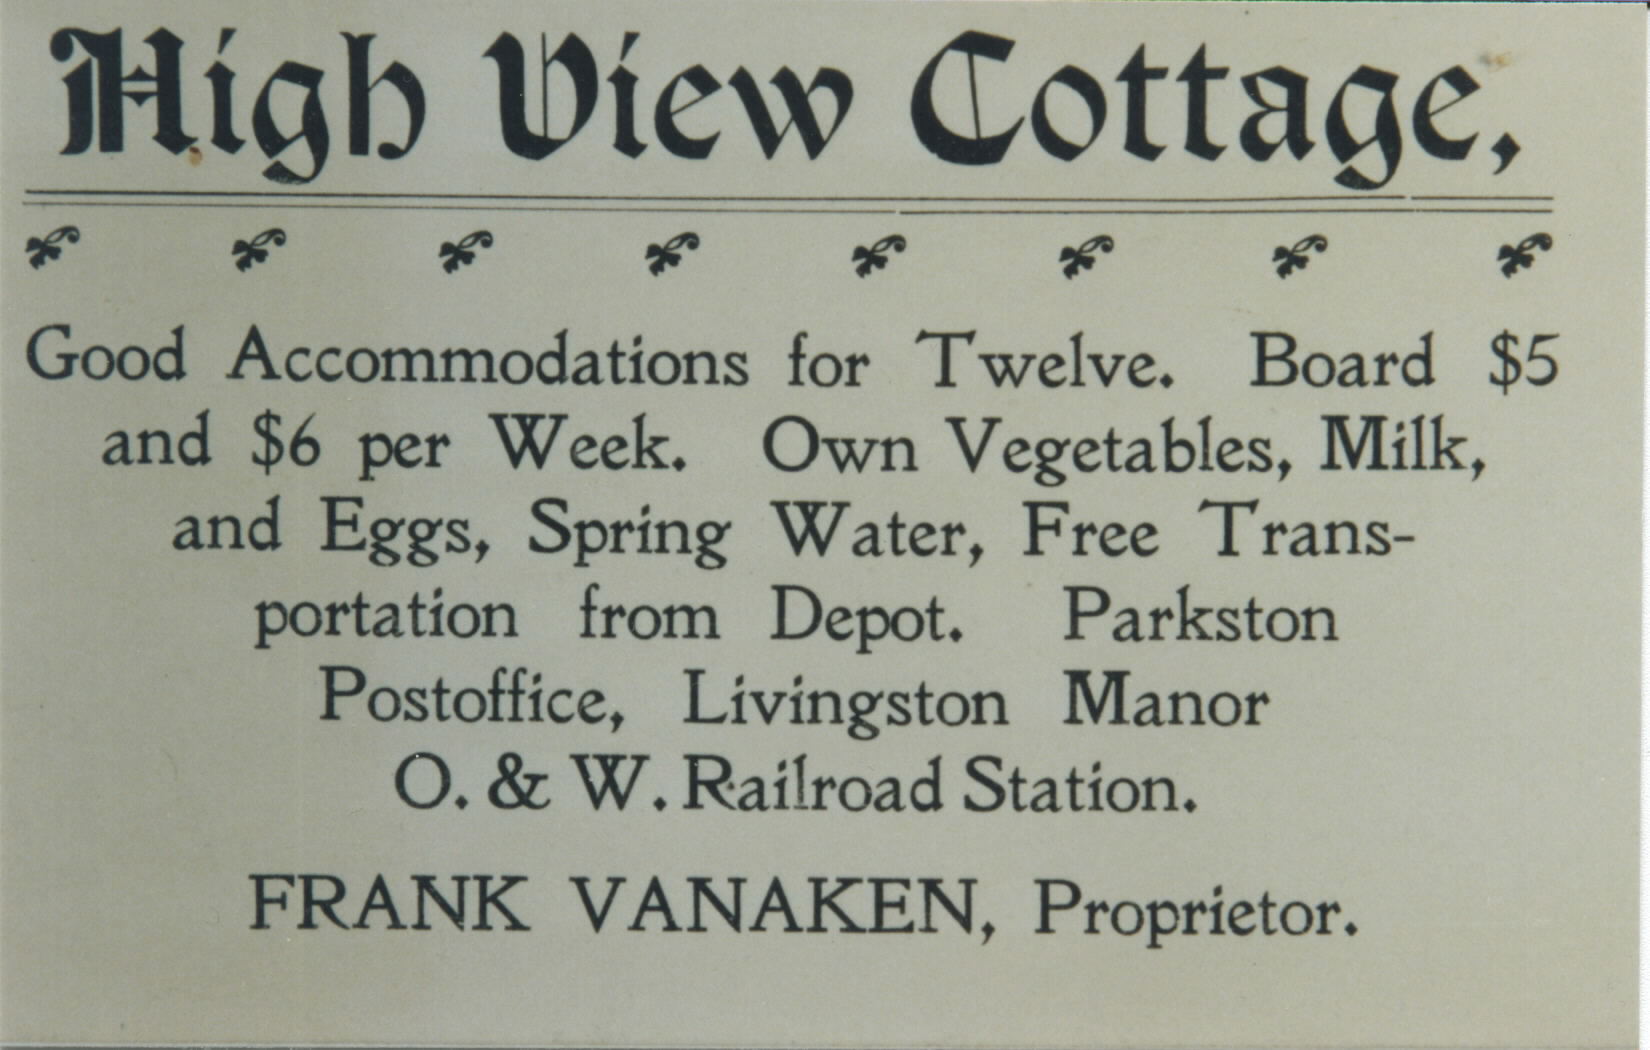 High View Cottage,
Good Accommodations for Twelve. Board $5
and $6 per Week. Own Vegetables, Milk,
and Eggs, Spring Water, Free Trans-
portation from Depot. Parkston
Postoffice, Livingston Manor
O. & W. Railroad Station.
FRANK VANAKEN, Proprietor.